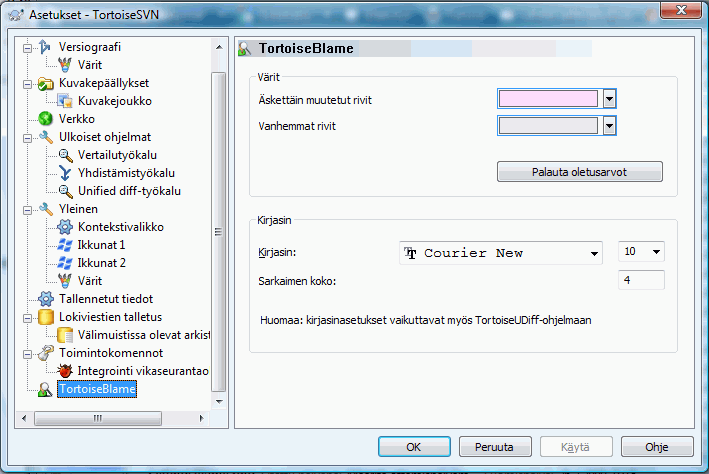 Asetukset - TortoiseSVN
Versiografi
Värit
Kuvakepäällykset
Kuvakejoukko
Verkko
Ulkoiset ohjelmat
Vertailutyökalu
Yhdistämistyökalu
Unified diff-työkalu
Yleinen
Kontekstivalikko
Ikkunat 1
Ikkunat 2
Värit
Tallennetut tiedot
Lokiviestien talletus
Välimuistissa olevat arkist
Toimintokomennot
Integrointi vikaseurantao
TortoiseBlame
TortoiseBlame
Värit
Äskettäin muutetut rivit
Vanhemmat rivit
Palauta oletusarvot
Kirjasin
Kirjasin: Courier New 10
Sarkaimen koko: 4
Huomaa: kirjasinasetukset vaikuttavat myös TortoiseUDiff-ohjelmaan
OK Peruuta Käytä Ohje